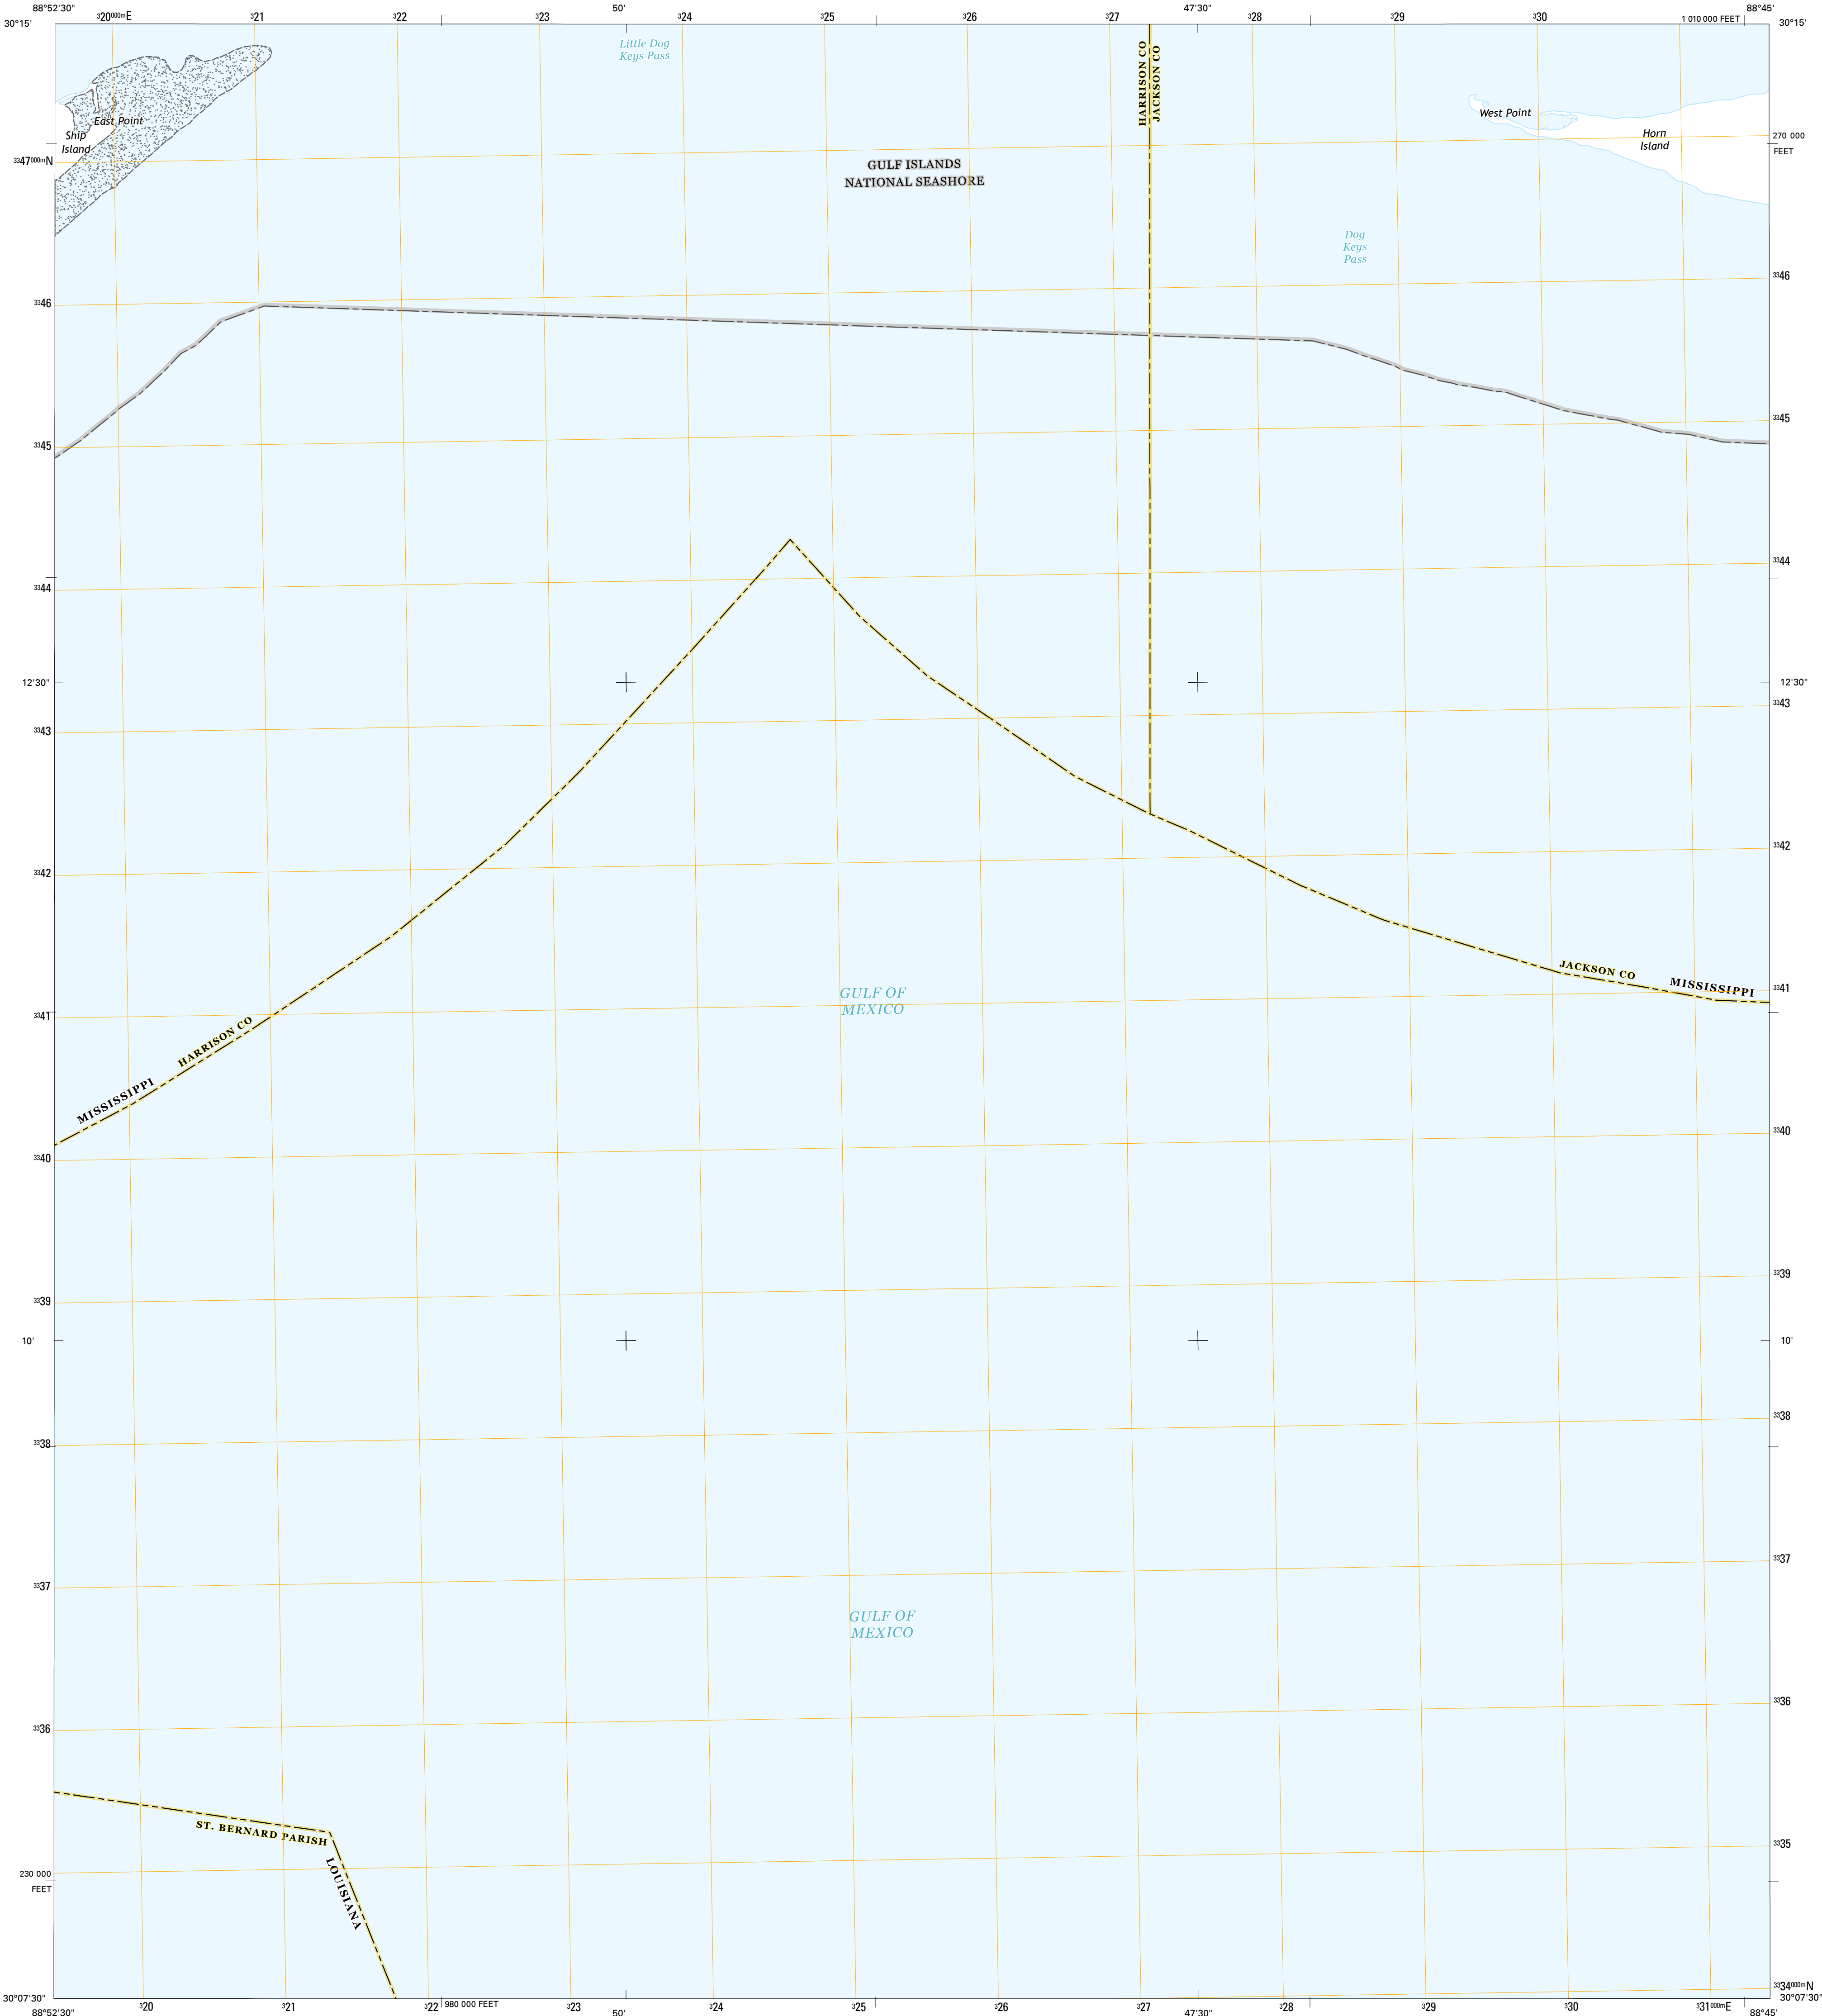 88°52'30"
³20⁰⁰⁰ᵐE
³21
³22
³23
50'
³24
³25
³26
³27
47'30"
³28
³29
³30
1 010 000 FEET
88°45'
30°15'
30°15'
Little Dog
Keys Pass
HARRISON CO
JACKSON CO
East Point
Ship
Island
West Point
Horn
Island
270 000
FEET
³³47⁰⁰⁰ᵐN
GULF ISLANDS
NATIONAL SEASHORE
Dog
Keys
Pass
³³46
³³46
³³45
³³45
³³44
³³44
12'30"
12'30"
³³43
³³43
³³42
³³42
JACKSON CO
MISSISSIPPI
GULF OF
MEXICO
³³41
³³41
HARRISON CO
MISSISSIPPI
³³40
³³40
³³39
³³39
10'
10'
³³38
³³38
³³37
³³37
GULF OF
MEXICO
³³36
³³36
ST. BERNARD PARISH
LOUISIANA
³³35
230 000
FEET
³³34⁰⁰⁰ᵐN
30°07'30"
30°07'30"
88°52'30"
³20
³21
³22
980 000 FEET
³23
50'
³24
³25
³26
³27
47'30"
³28
³29
³30
³31⁰⁰⁰ᵐE
88°45'